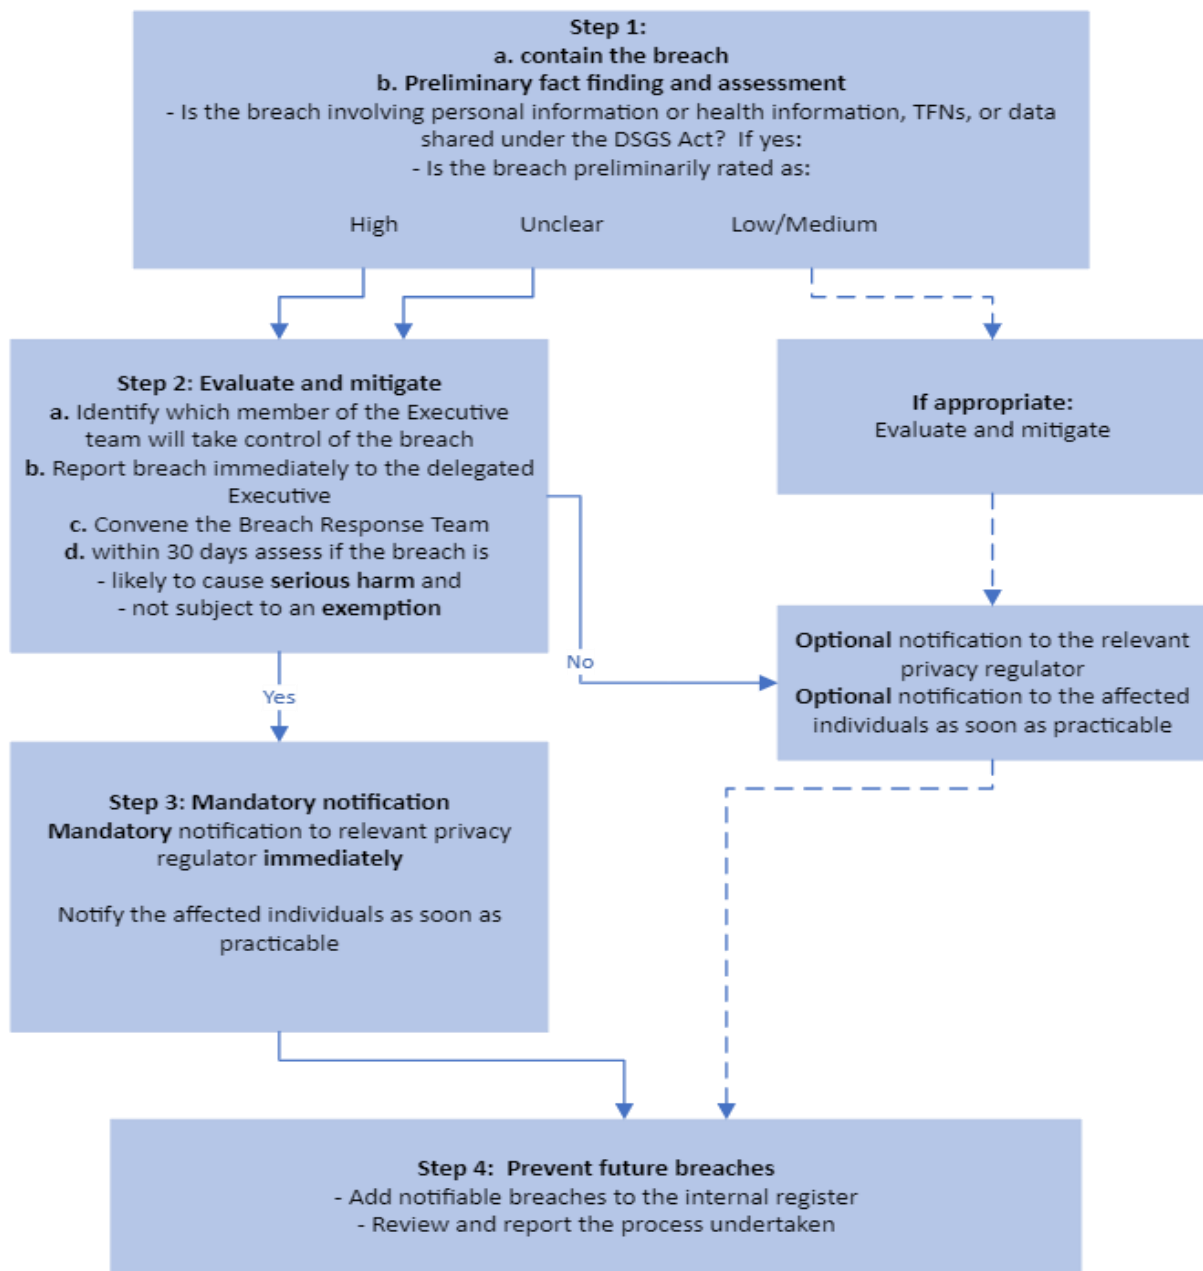 Step 1:
a. contain the breach
b. Preliminary fact finding and assessment
- Is the breach involving personal information or health information, TFNs, or data
shared under the DSGS Act?  If yes:
- Is the breach preliminarily rated as:
High Unclear Low/Medium
Step 2: Evaluate and mitigate
a. Identify which member of the Executive
team will take control of the breach
b. Report breach immediately to the delegated
Executive
c. Convene the Breach Response Team
d. within 30 days assess if the breach is
- likely to cause serious harm and
- not subject to an exemption
If appropriate:
Evaluate and mitigate
No
Yes
Optional notification to the relevant
privacy regulator
Optional notification to the affected
individuals as soon as practicable
Step 3: Mandatory notification
Mandatory notification to relevant privacy
regulator immediately
Notify the affected individuals as soon as
practicable
Step 4:  Prevent future breaches
- Add notifiable breaches to the internal register
- Review and report the process undertaken